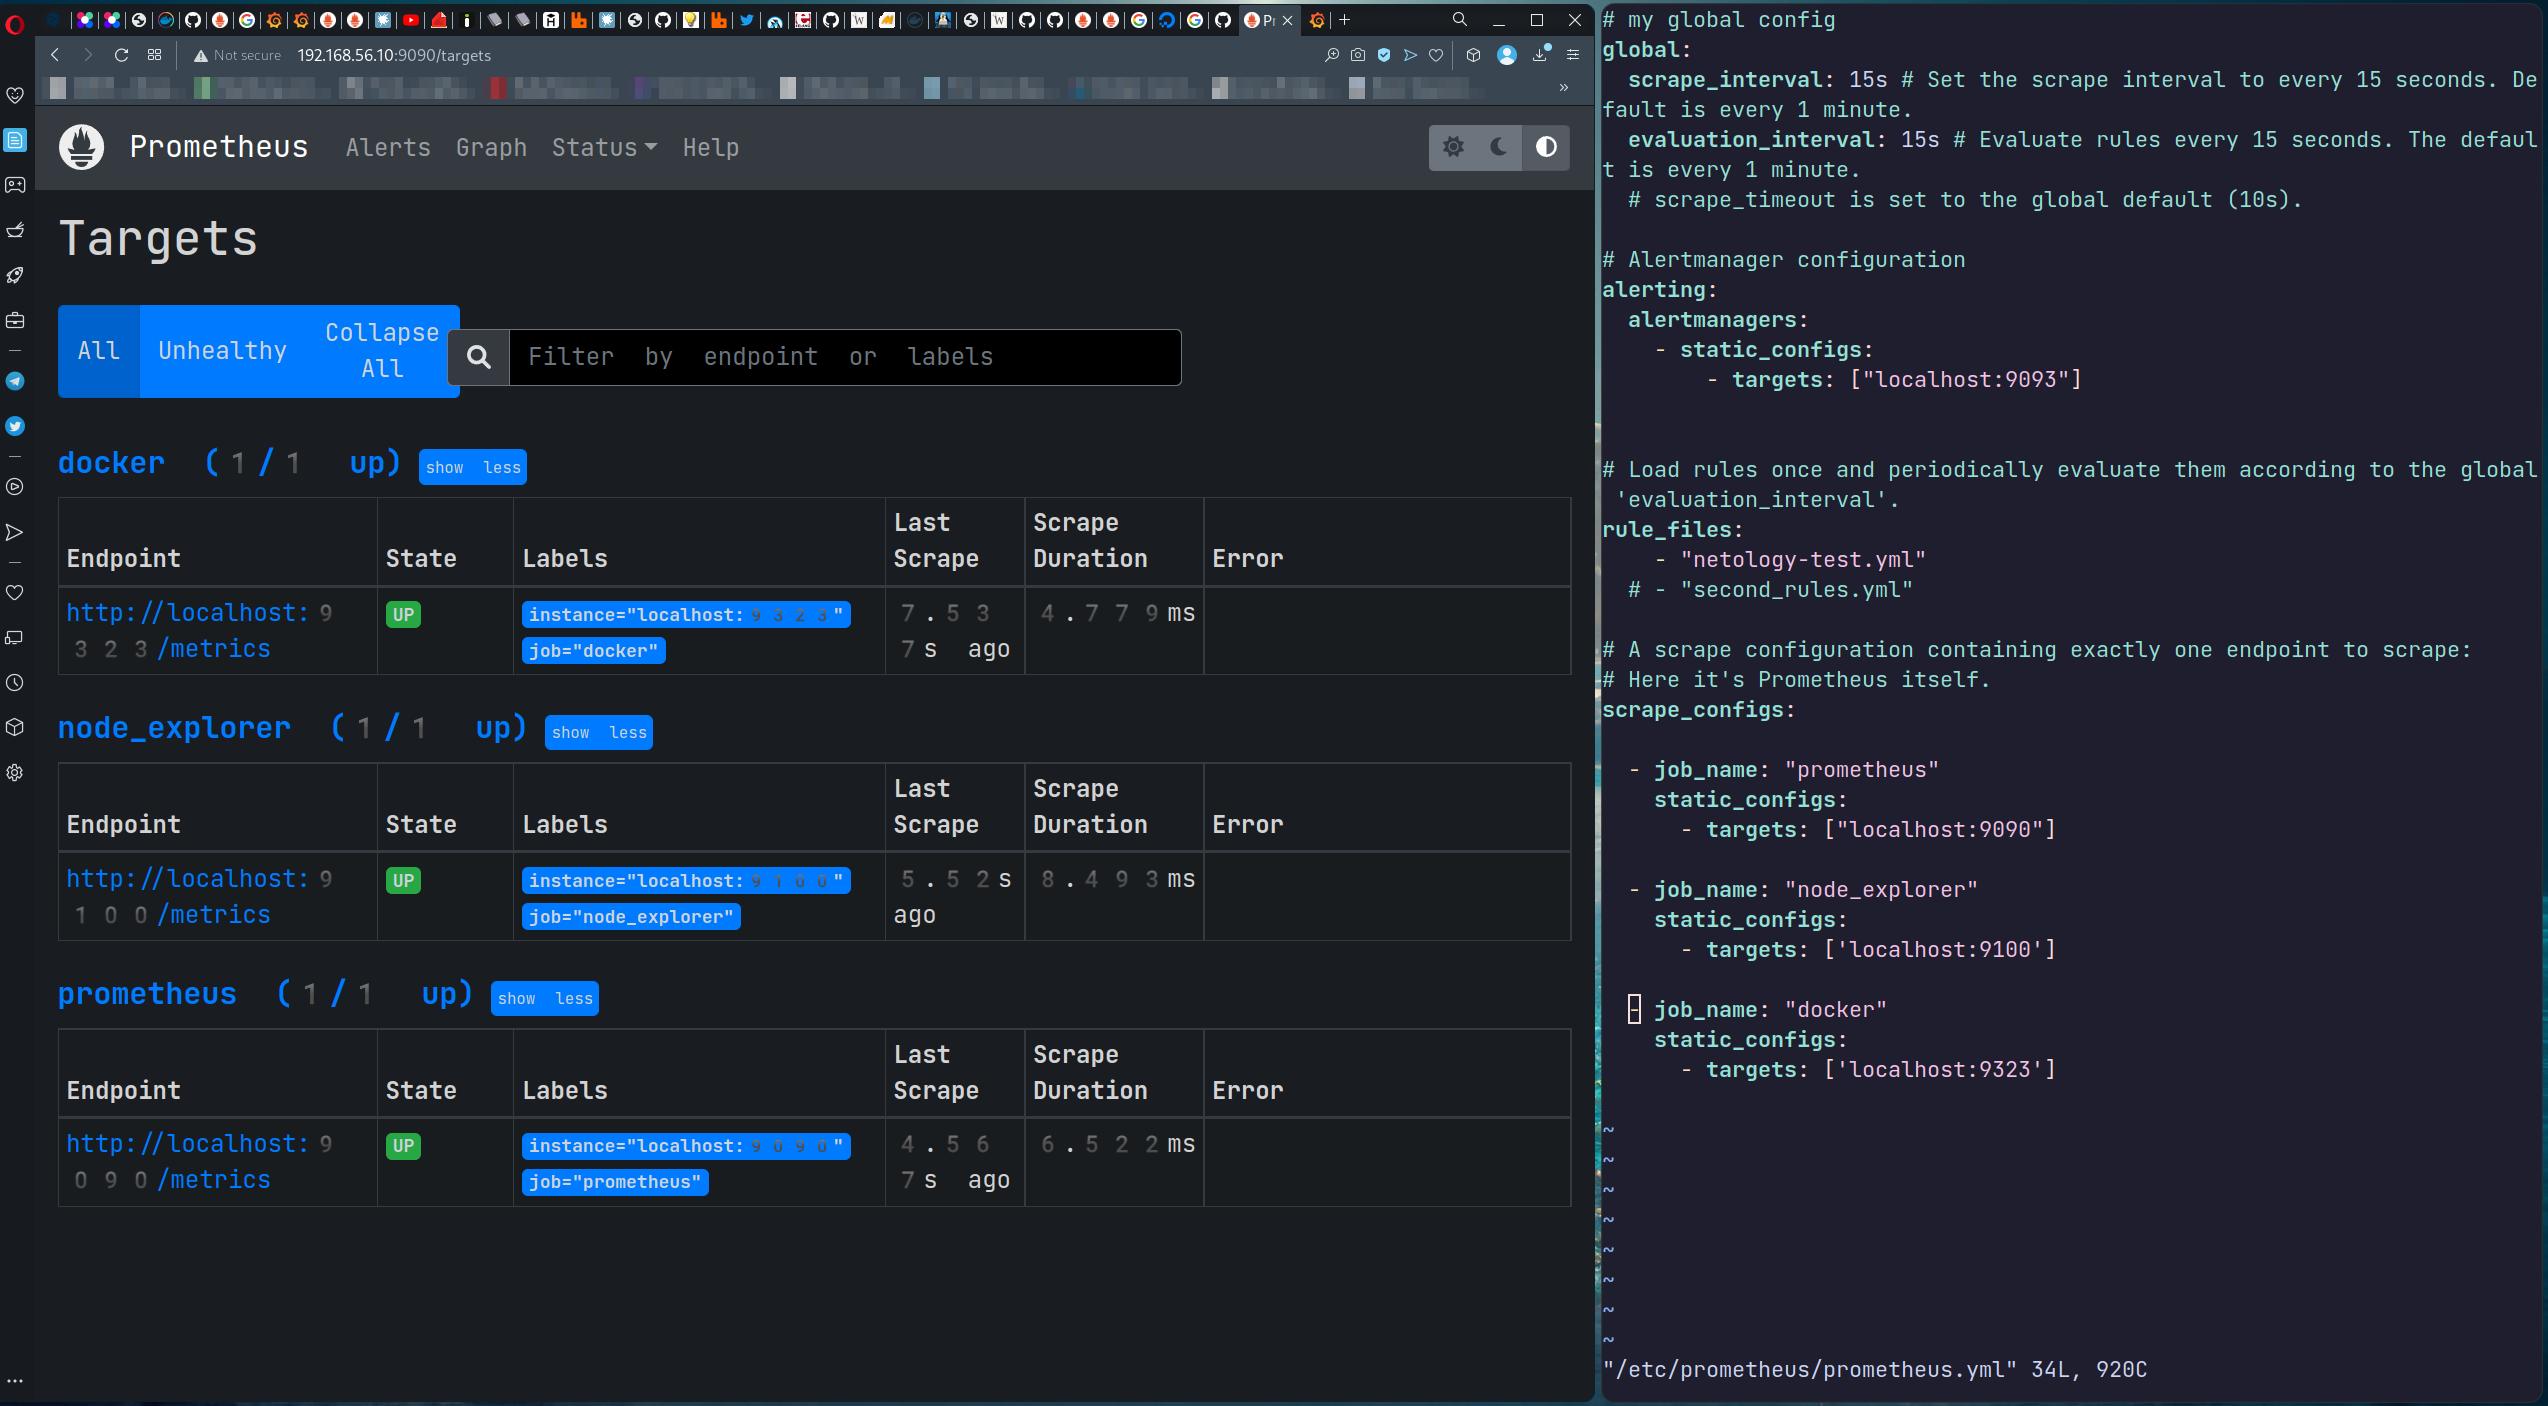 Pr
Not secure 192.168.56.10:9090/targets
Prometheus Alerts Graph Status Help
Targets
All Unhealthy Collapse All
Filter by endpoint or labels
docker (1/1 up) show less
Endpoint State Labels Last Scrape Scrape Duration Error
http://localhost:9323/metrics UP instance="localhost:9323" job="docker" 7.537s ago 4.779ms
node_explorer (1/1 up) show less
Endpoint State Labels Last Scrape Scrape Duration Error
http://localhost:9100/metrics UP instance="localhost:9100" job="node_explorer" 5.52s ago 8.493ms
prometheus (1/1 up) show less
Endpoint State Labels Last Scrape Scrape Duration Error
http://localhost:9090/metrics UP instance="localhost:9090" job="prometheus" 4.567s ago 6.522ms
# my global config
global:
  scrape_interval: 15s # Set the scrape interval to every 15 seconds. De
fault is every 1 minute.
  evaluation_interval: 15s # Evaluate rules every 15 seconds. The defaul
t is every 1 minute.
  # scrape_timeout is set to the global default (10s).
# Alertmanager configuration
alerting:
  alertmanagers:
    - static_configs:
        - targets: ["localhost:9093"]
# Load rules once and periodically evaluate them according to the global
 'evaluation_interval'.
rule_files:
    - "netology-test.yml"
  # - "second_rules.yml"
# A scrape configuration containing exactly one endpoint to scrape:
# Here it's Prometheus itself.
scrape_configs:
  - job_name: "prometheus"
    static_configs:
      - targets: ["localhost:9090"]
  - job_name: "node_explorer"
    static_configs:
      - targets: ['localhost:9100']
  - job_name: "docker"
    static_configs:
      - targets: ['localhost:9323']
~
~
~
~
~
~
~
~
"/etc/prometheus/prometheus.yml" 34L, 920C